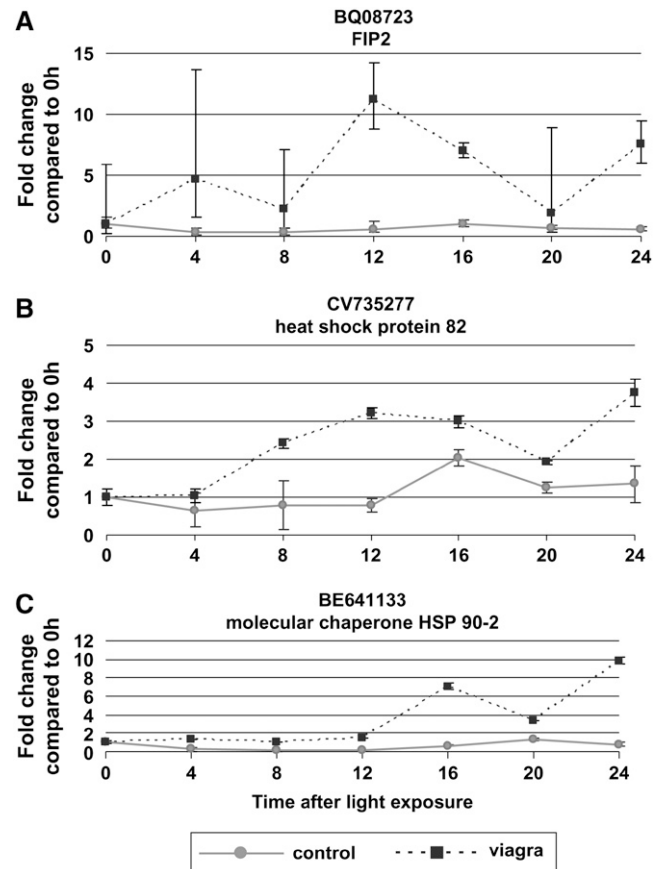 A
BQ08723
FIP2
Fold change
compared to 0h
15
10
5
0
0 4 8 12 16 20 24
B
CV735277
heat shock protein 82
Fold change
compared to 0h
5
4
3
2
1
0
0 4 8 12 16 20 24
C
BE641133
molecular chaperone HSP 90-2
Fold change
compared to 0h
12
10
8
6
4
2
0
0 4 8 12 16 20 24
Time after light exposure
control viagra